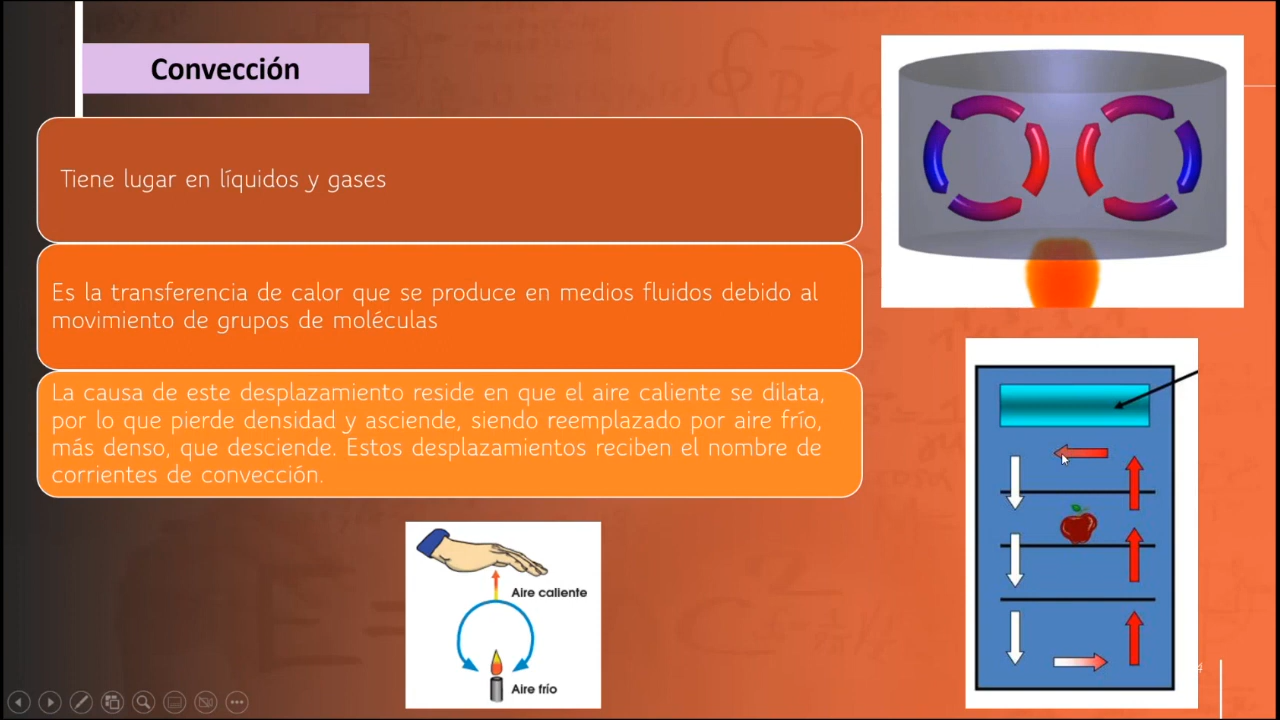 Convección
Tiene lugar en líquidos y gases
Es la transferencia de calor que se produce en medios fluidos debido al
movimiento de grupos de moléculas
La causa de este desplazamiento reside en que el aire caliente se dilata,
por lo que pierde densidad y asciende, siendo reemplazado por aire frío,
más denso, que desciende. Estos desplazamientos reciben el nombre de
corrientes de convección.
Aire caliente
Aire frío